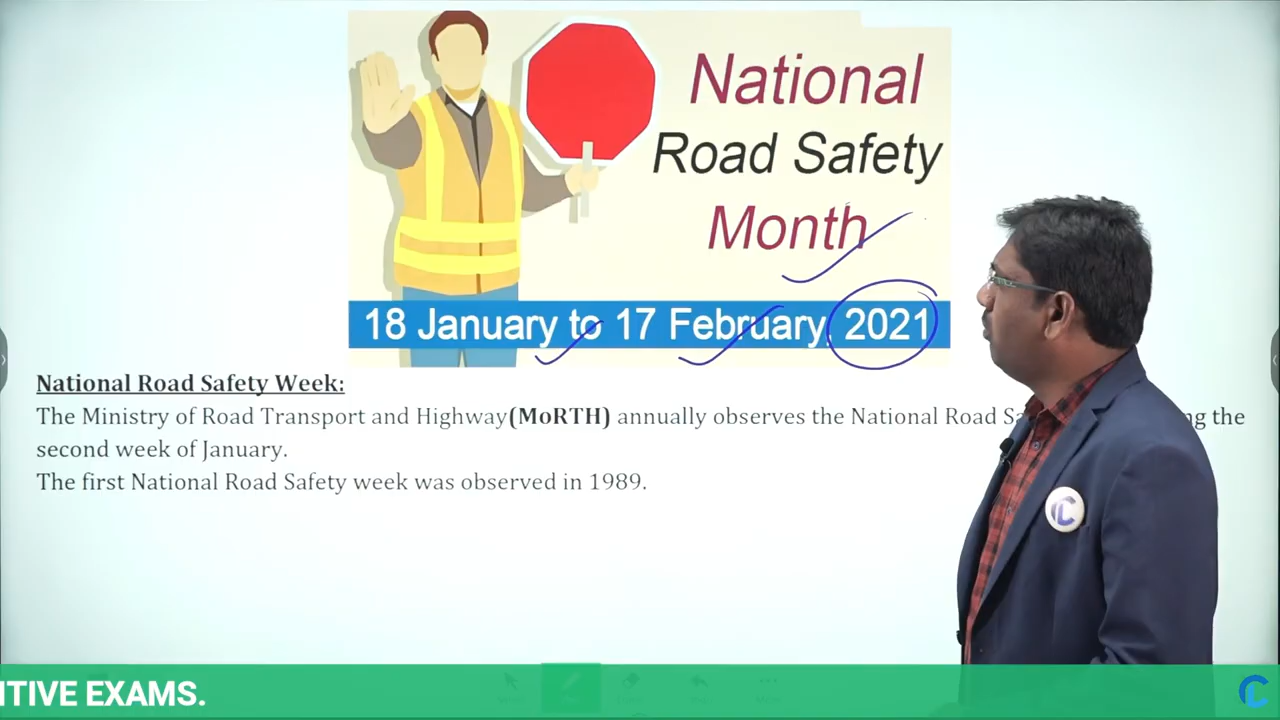 National
Road Safety
Month
18 January to 17 February, 2021
National Road Safety Week:
The Ministry of Road Transport and Highway(MoRTH) annually observes the National Road the
second week of January.
The first National Road Safety week was observed in 1989.
ITIVE EXAMS.